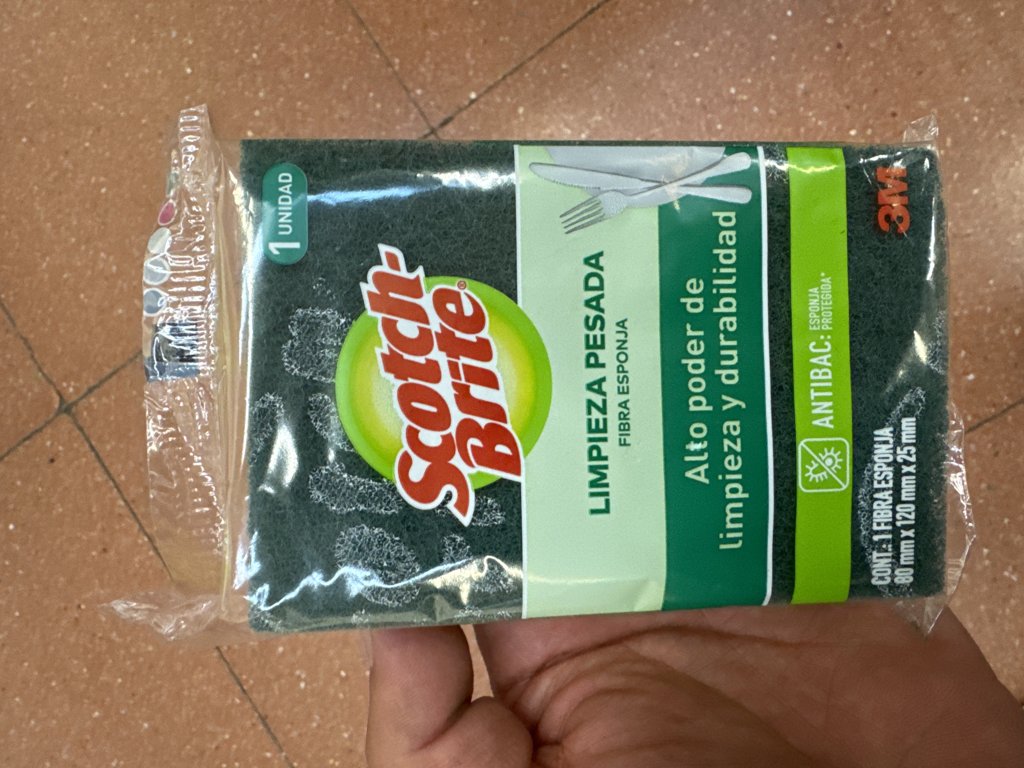 1 UNIDAD
Scotch-
Brite®
LIMPIEZA PESADA
FIBRA ESPONJA
Alto poder de
limpieza y durabilidad
ANTIBAC: ESPONJA
PROTEGIDA*
CONT.: 1 FIBRA ESPONJA
80 mm x 120 mm x 25 mm
3M